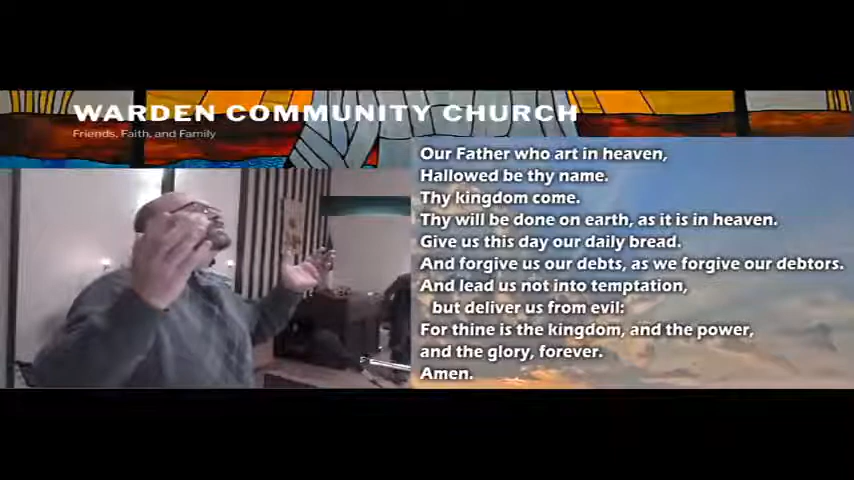 WARDEN COMMUNITY CHURCH
Friends, Faith, and Family
Our Father who art in heaven,
Hallowed be thy name.
Thy kingdom come.
Thy will be done on earth, as it is in heaven.
Give us this day our daily bread.
And forgive us our debts, as we forgive our debtors.
And lead us not into temptation,
but deliver us from evil:
For thine is the kingdom, and the power,
and the glory, forever.
Amen.